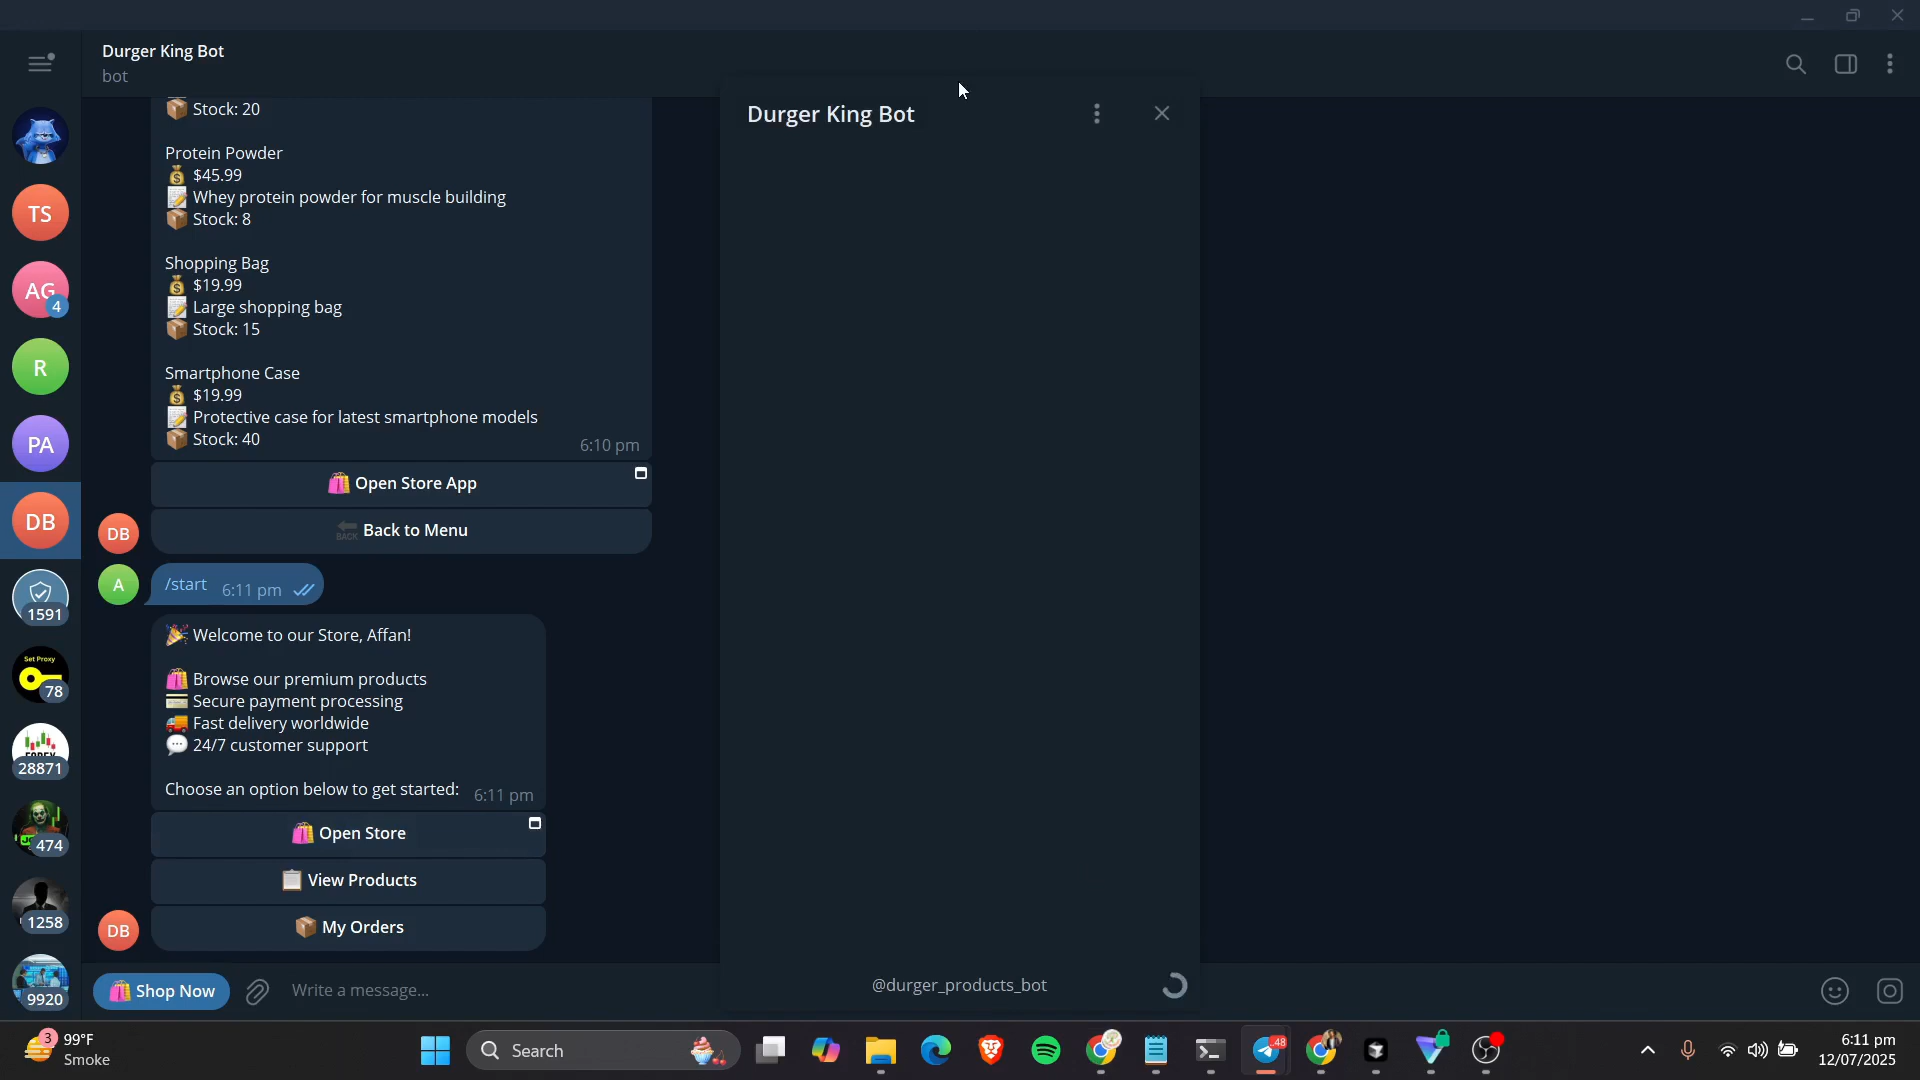 Durger King Bot
bot
Stock: 20
Protein Powder
$45.99
Whey protein powder for muscle building
Stock: 8
Shopping Bag
$19.99
Large shopping bag
Stock: 15
Smartphone Case
$19.99
Protective case for latest smartphone models
Stock: 40
6:10 pm
Open Store App
BACK Back to Menu
DB
A
/start 6:11 pm
Welcome to our Store, Affan!
Browse our premium products
Secure payment processing
Fast delivery worldwide
24/7 customer support
Choose an option below to get started: 6:11 pm
Open Store
View Products
My Orders
DB
Shop Now
Write a message...
TS
AG
4
R
PA
DB
1591
Set Proxy
78
28871
474
1258
9920
Durger King Bot
@durger_products_bot
3
99°F
Smoke
Search
48
6:11 pm
12/07/2025